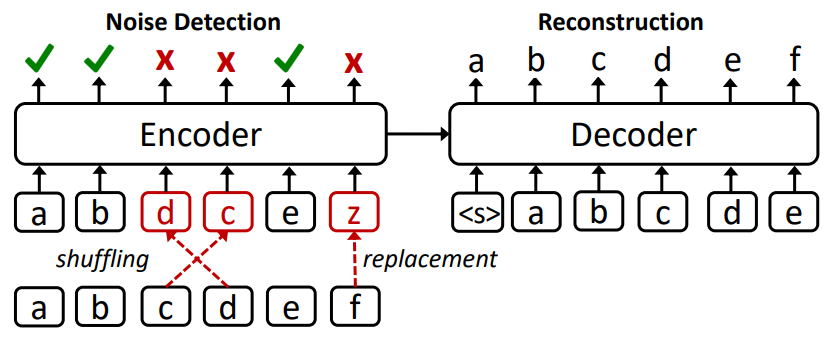 Noise Detection Reconstruction
✓ ✓ x x ✓ x a b c d e f
Encoder Decoder
a b d c e z <s> a b c d e
shuffling replacement
a b c d e f